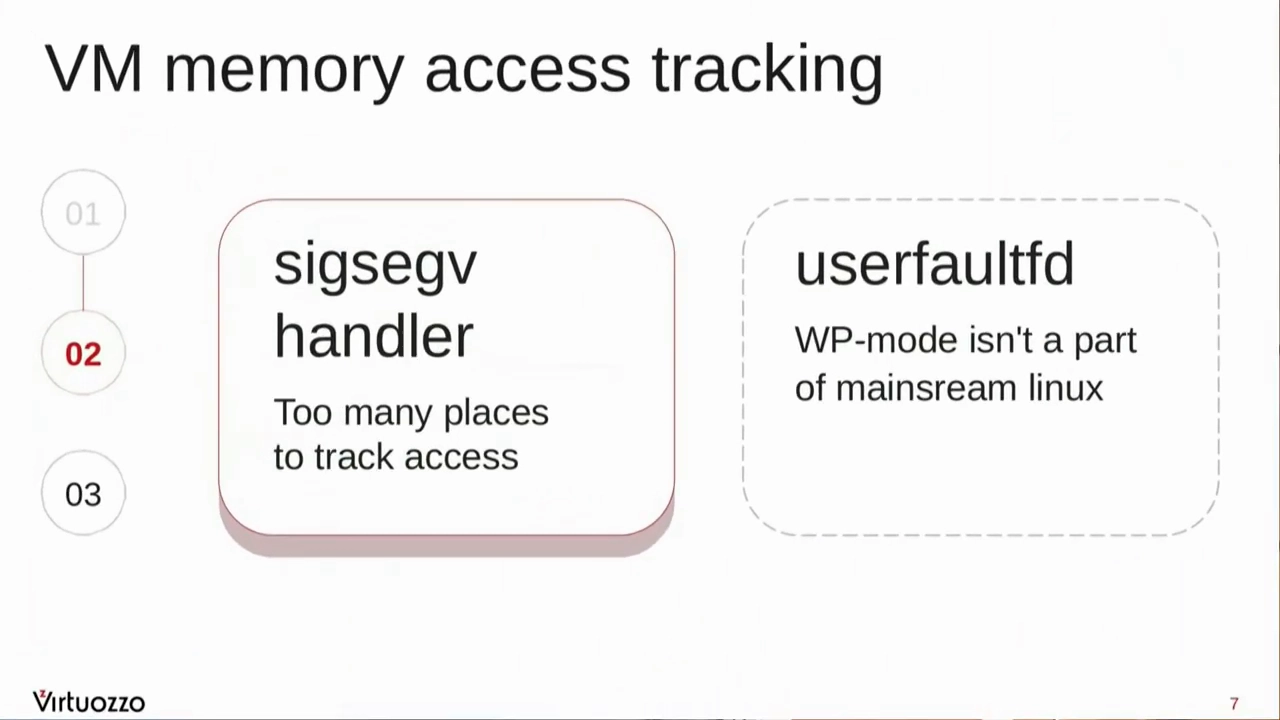 VM memory access tracking
01
02
03
sigsegv
handler
Too many places
to track access
userfaultfd
WP-mode isn't a part
of mainsream linux
Virtuozzo
7